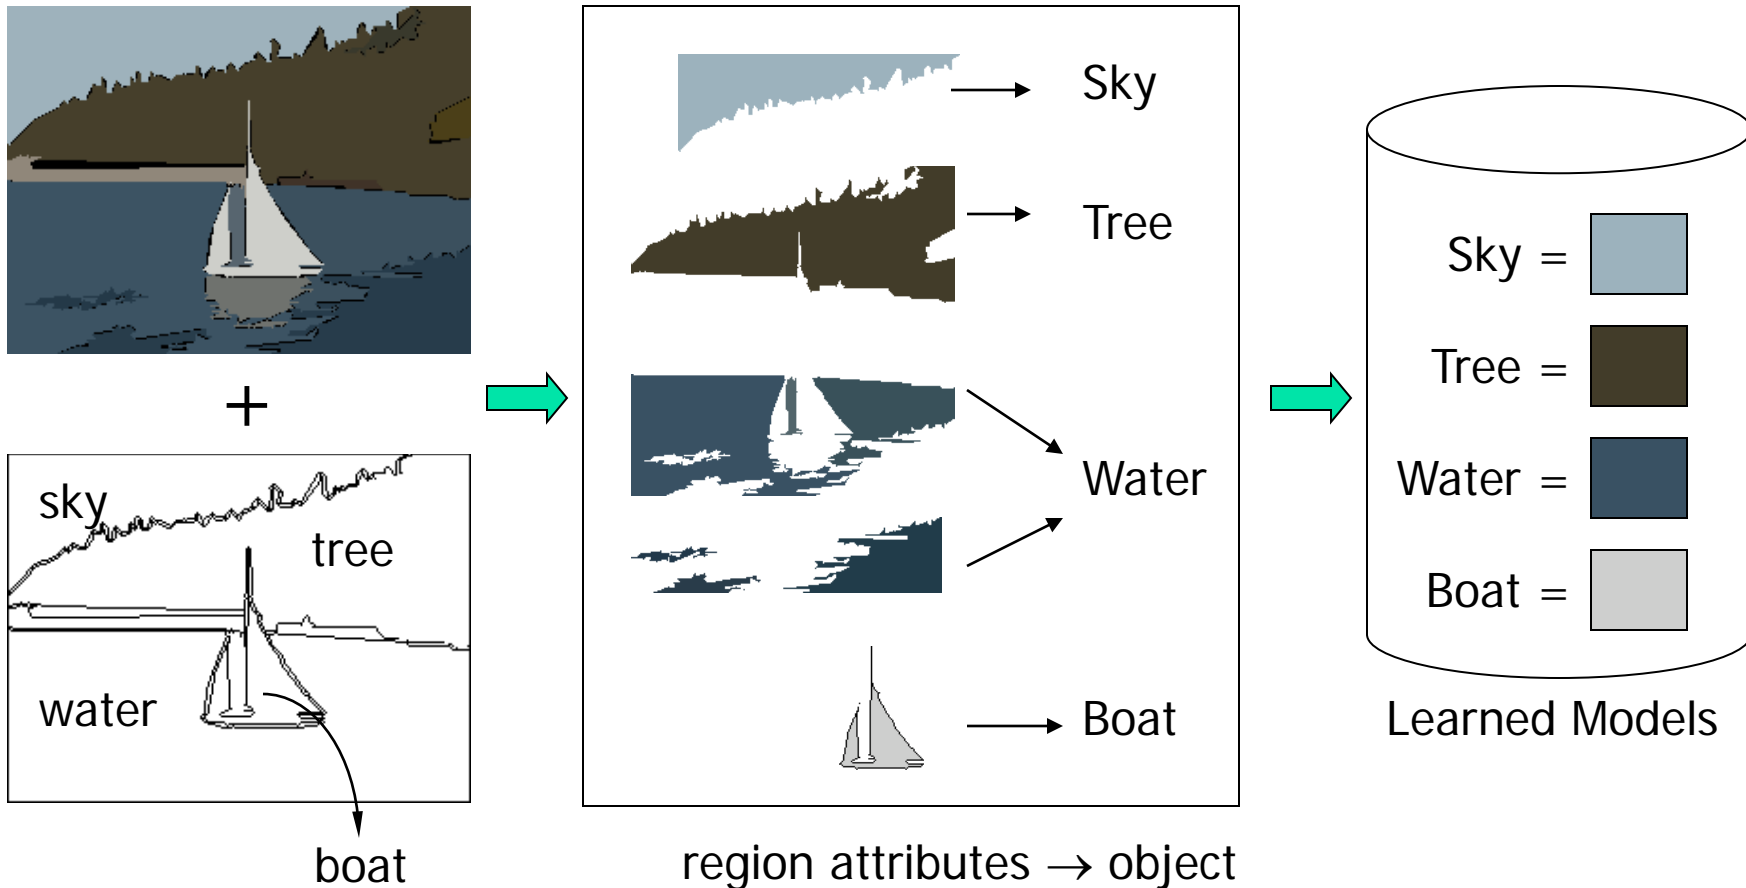 +
sky
tree
water
boat
Sky
Tree
Water
Boat
region attributes → object
Sky =
Tree =
Water =
Boat =
Learned Models